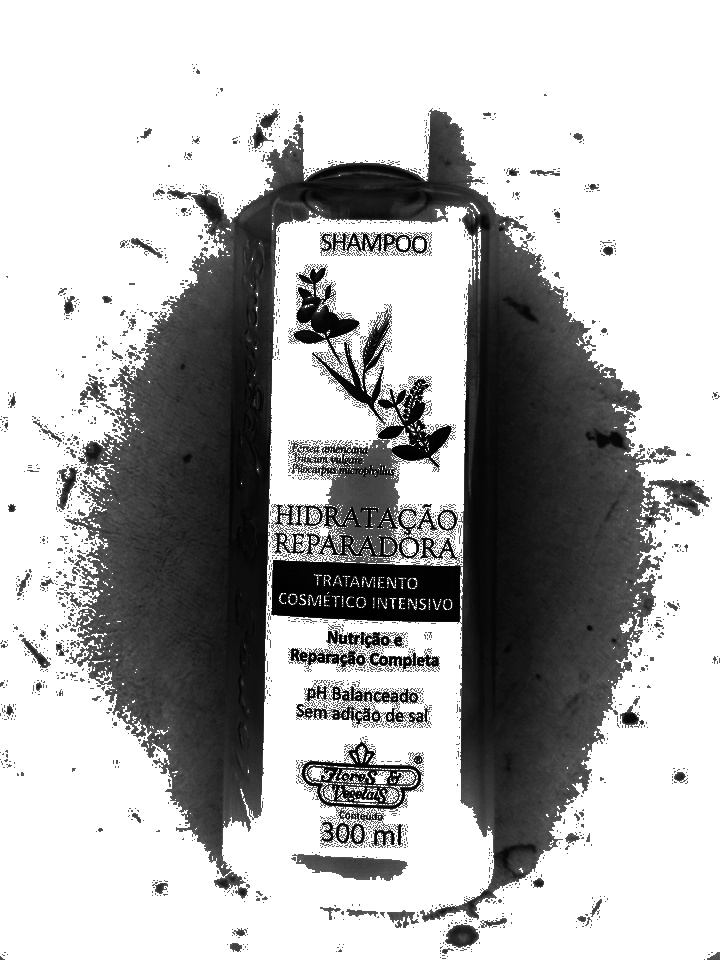 SHAMPOO
Persea americana
Triticum vulgare
Pilocarpus microphyllus
HIDRATAÇÃO
REPARADORA
TRATAMENTO
COSMÉTICO INTENSIVO
Nutrição e
Reparação Completa
pH Balanceado
Sem adição de sal
Flores &
Vegetais
Conteúdo
300 ml